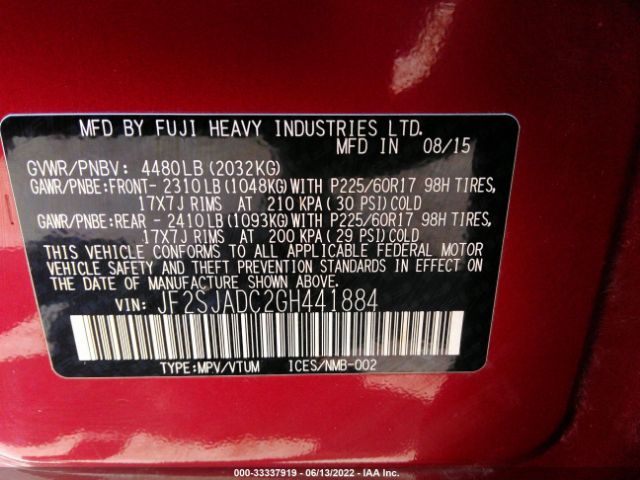 MFD BY FUJI HEAVY INDUSTRIES LTD.
MFD IN 08/15
GVWR/PNBV: 4480LB(2032KG)
GAWR/PNBE:FRONT- 2310LB(1048KG)WITH P225/60R17 98H TIRES,
17X7J RIMS AT 210 KPA(30 PSI)COLD
GAWR/PNBE:REAR - 2410LB(1093KG)WITH P225/60R17 98H TIRES,
17X7J RIMS AT 200 KPA(29 PSI)COLD
THIS VEHICLE CONFORMS TO ALL APPLICABLE FEDERAL MOTOR
VEHICLE SAFETY AND THEFT PREVENTION STANDARDS IN EFFECT
ON THE DATE OF MANUFACTURE SHOWN ABOVE.
VIN: JF2SJADC2GH441884
TYPE:MPV/VTUM ICES/NMB-002
000-33337919 - 06/13/2022 - IAA Inc.